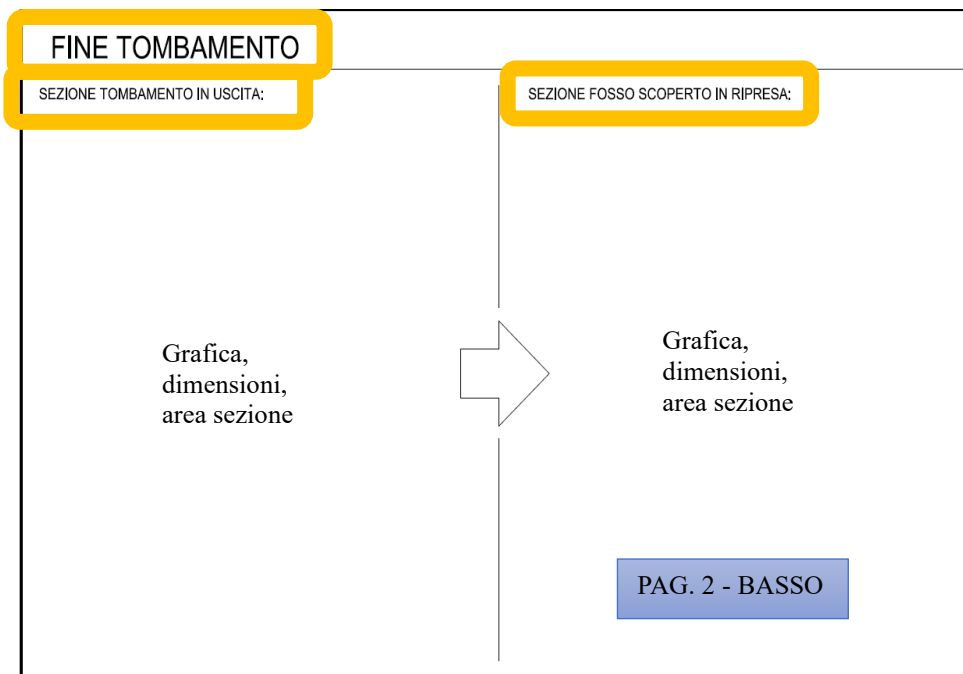 FINE TOMBAMENTO
SEZIONE TOMBAMENTO IN USCITA:
SEZIONE FOSSO SCOPERTO IN RIPRESA:
Grafica,
dimensioni,
area sezione
Grafica,
dimensioni,
area sezione
PAG. 2 - BASSO